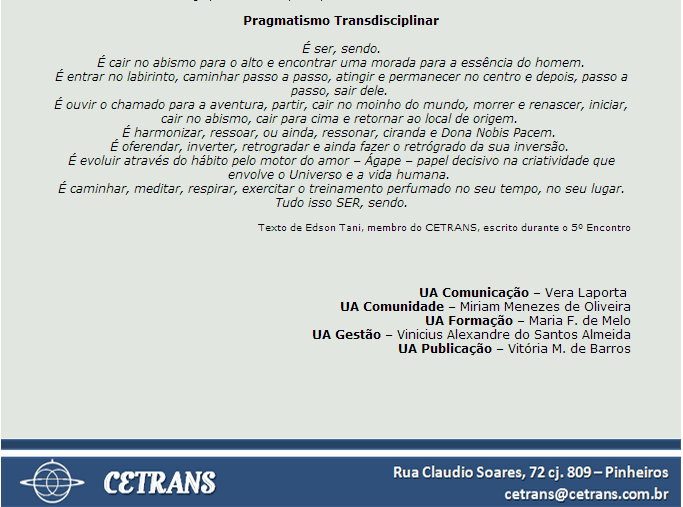 Pragmatismo Transdisciplinar
É ser, sendo.
É cair no abismo para o alto e encontrar uma morada para a essência do homem.
É entrar no labirinto, caminhar passo a passo, atingir e permanecer no centro e depois, passo a
passo, sair dele.
É ouvir o chamado para a aventura, partir, cair no moinho do mundo, morrer e renascer, iniciar,
cair no abismo, cair para cima e retornar ao local de origem.
É harmonizar, ressoar, ou ainda, ressonar, ciranda e Dona Nobis Pacem.
É oferendar, inverter, retrogradar e ainda fazer o retrógrado da sua inversão.
É evoluir através do hábito pelo motor do amor – Ágape – papel decisivo na criatividade que
envolve o Universo e a vida humana.
É caminhar, meditar, respirar, exercitar o treinamento perfumado no seu tempo, no seu lugar.
Tudo isso SER, sendo.
Texto de Edson Tani, membro do CETRANS, escrito durante o 5º Encontro
UA Comunicação – Vera Laporta
UA Comunidade – Miriam Menezes de Oliveira
UA Formação – Maria F. de Melo
UA Gestão – Vinicius Alexandre do Santos Almeida
UA Publicação – Vitória M. de Barros
CETRANS
Rua Claudio Soares, 72 cj. 809 – Pinheiros
cetrans@cetrans.com.br